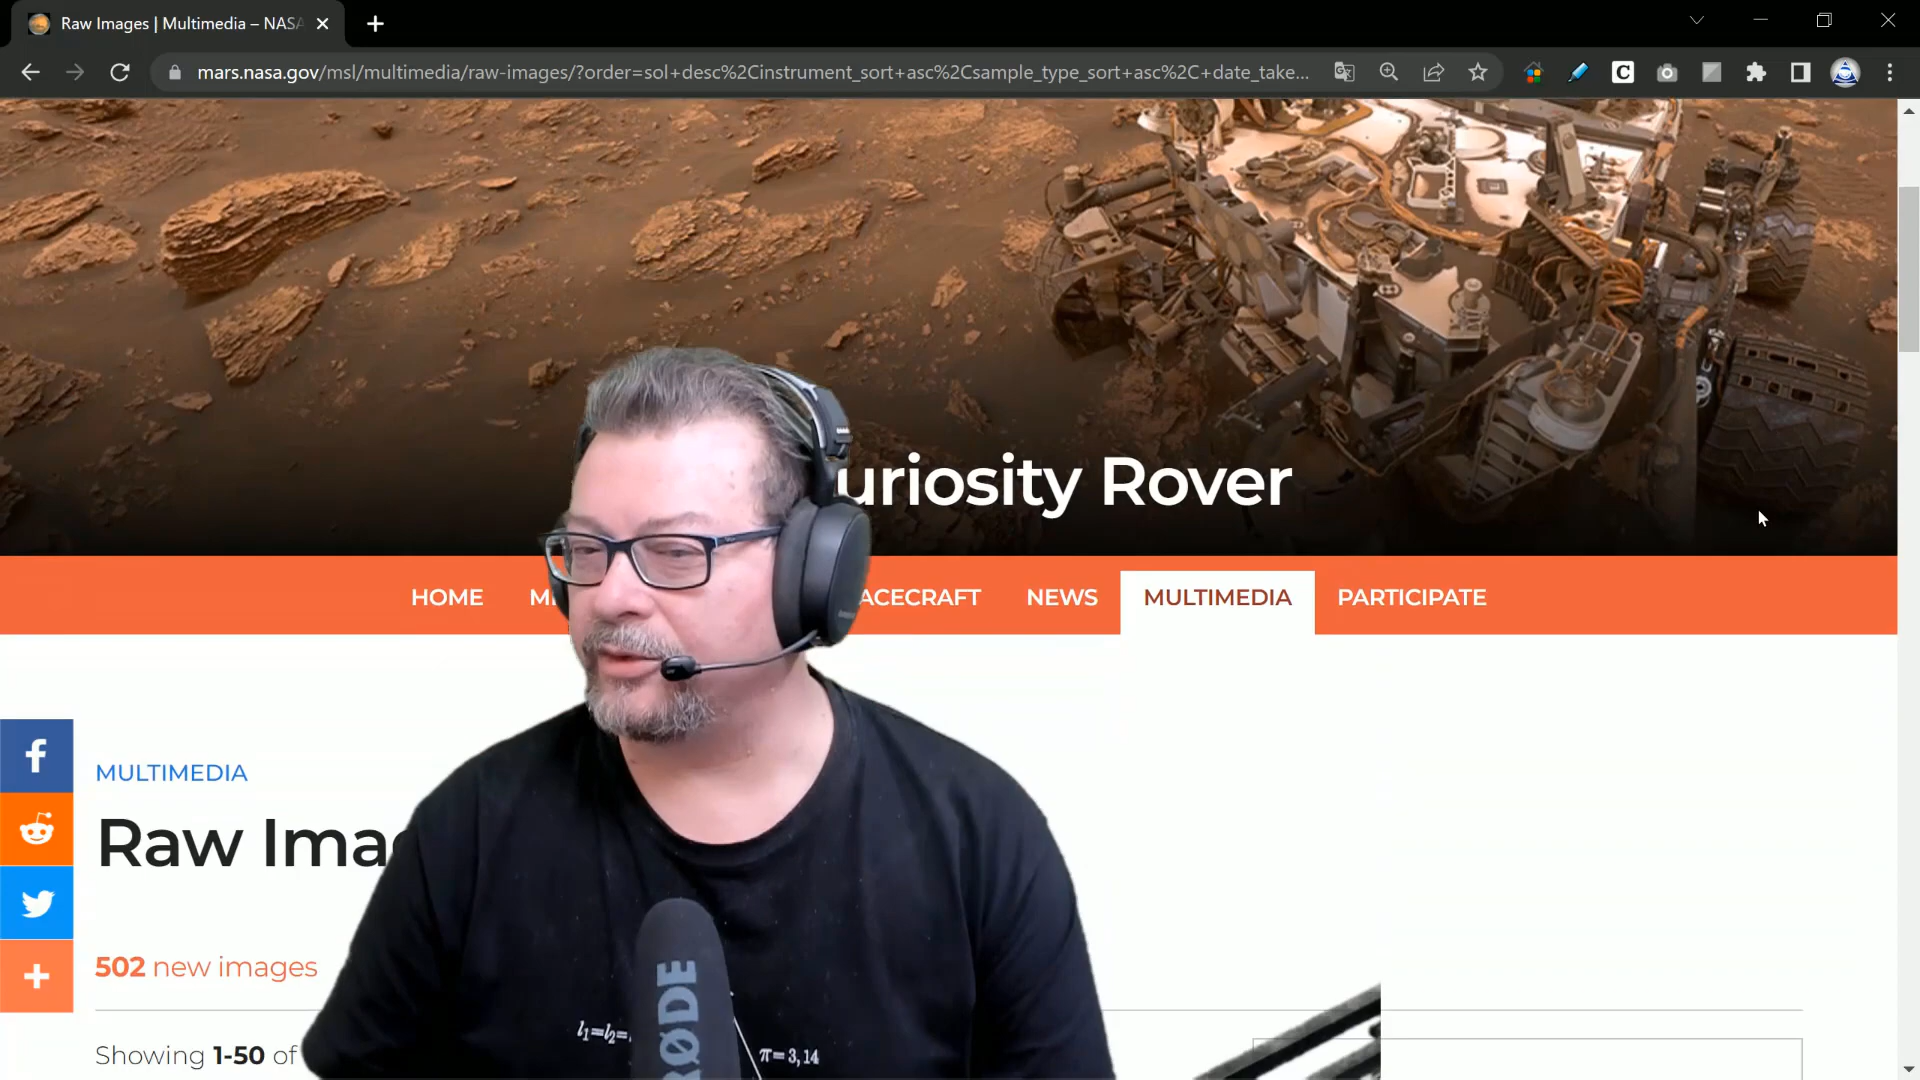 Raw Images | Multimedia – NASA
mars.nasa.gov/msl/multimedia/raw-images/?order=sol+desc%2Cinstrument_sort+asc%2Csample_type_sort+asc%2C+date_take...
uriosity Rover
HOME
ACECRAFT
NEWS
MULTIMEDIA
PARTICIPATE
MULTIMEDIA
Raw Ima
502 new images
Showing 1-50 of
l₁=l₂=
π=3,14
RØDE